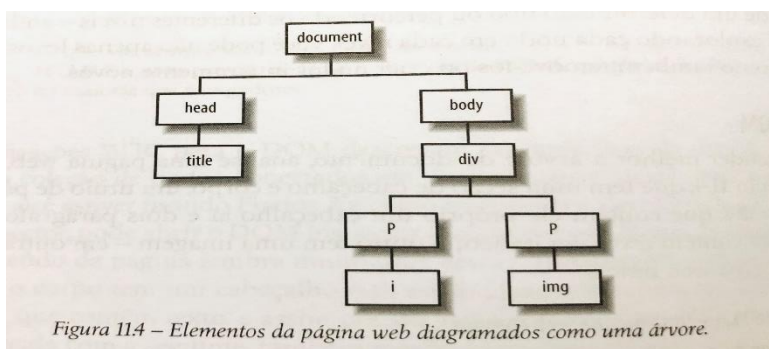 document
head
body
title
div
P
P
i
img
Figura 11.4 – Elementos da página web diagramados como uma árvore.